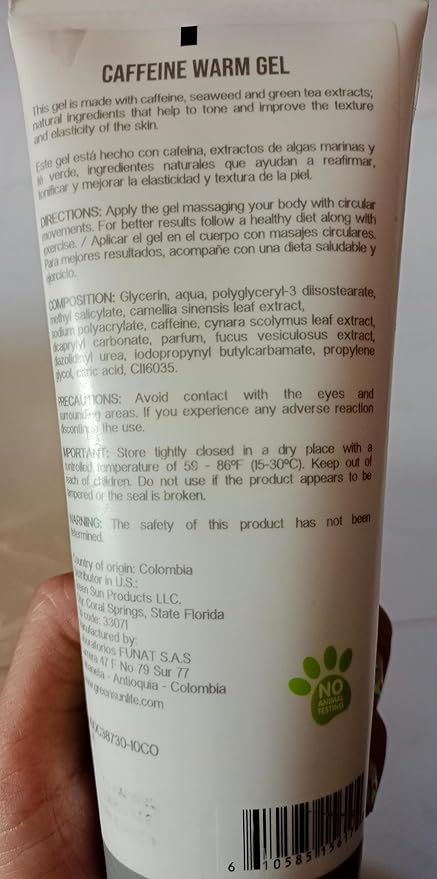 CAFFEINE WARM GEL
This gel is made with caffeine, seaweed and green tea extracts;
natural ingredients that help to tone and improve the texture
and elasticity of the skin.
Este gel está hecho con cafeina, extractos de algas marinas y
té verde, ingredientes naturales que ayudan a reafirmar,
tonificar y mejorar la elasticidad y textura de la piel.
DIRECTIONS: Apply the gel massaging your body with circular
movements. For better results follow a healthy diet along with
exercise. / Aplicar el gel en el cuerpo con masajes circulares.
Para mejores resultados, acompañe con una dieta saludable y
ejercicio.
COMPOSITION: Glycerin, aqua, polyglyceryl-3 diisostearate,
methyl salicylate, camellia sinensis leaf extract,
sodium polyacrylate, caffeine, cynara scolymus leaf extract,
dicaprylyl carbonate, parfum, fucus vesiculosus extract,
diazolidinyl urea, iodopropynyl butylcarbamate, propylene
glycol, citric acid, CI16035.
PRECAUTIONS: Avoid contact with the eyes and
surrounding areas. If you experience any adverse reaction
discontinue the use.
IMPORTANT: Store tightly closed in a dry place with a
controlled temperature of 59 - 86ºF (15-30ºC). Keep out of
reach of children. Do not use if the product appears to be
tampered or the seal is broken.
WARNING: The safety of this product has not been
determined.
Country of origin: Colombia
Distributor in U.S.:
Green Sun Products LLC.
City: Coral Springs, State Florida
code: 33071
Manufactured by:
Laboratorios FUNAT S.A.S
Carrera 47 F No 79 Sur 77
Sabaneta - Antioquia - Colombia
www.greensunlife.com
NO
ANIMAL
TESTING
38730-10CO
6 10585